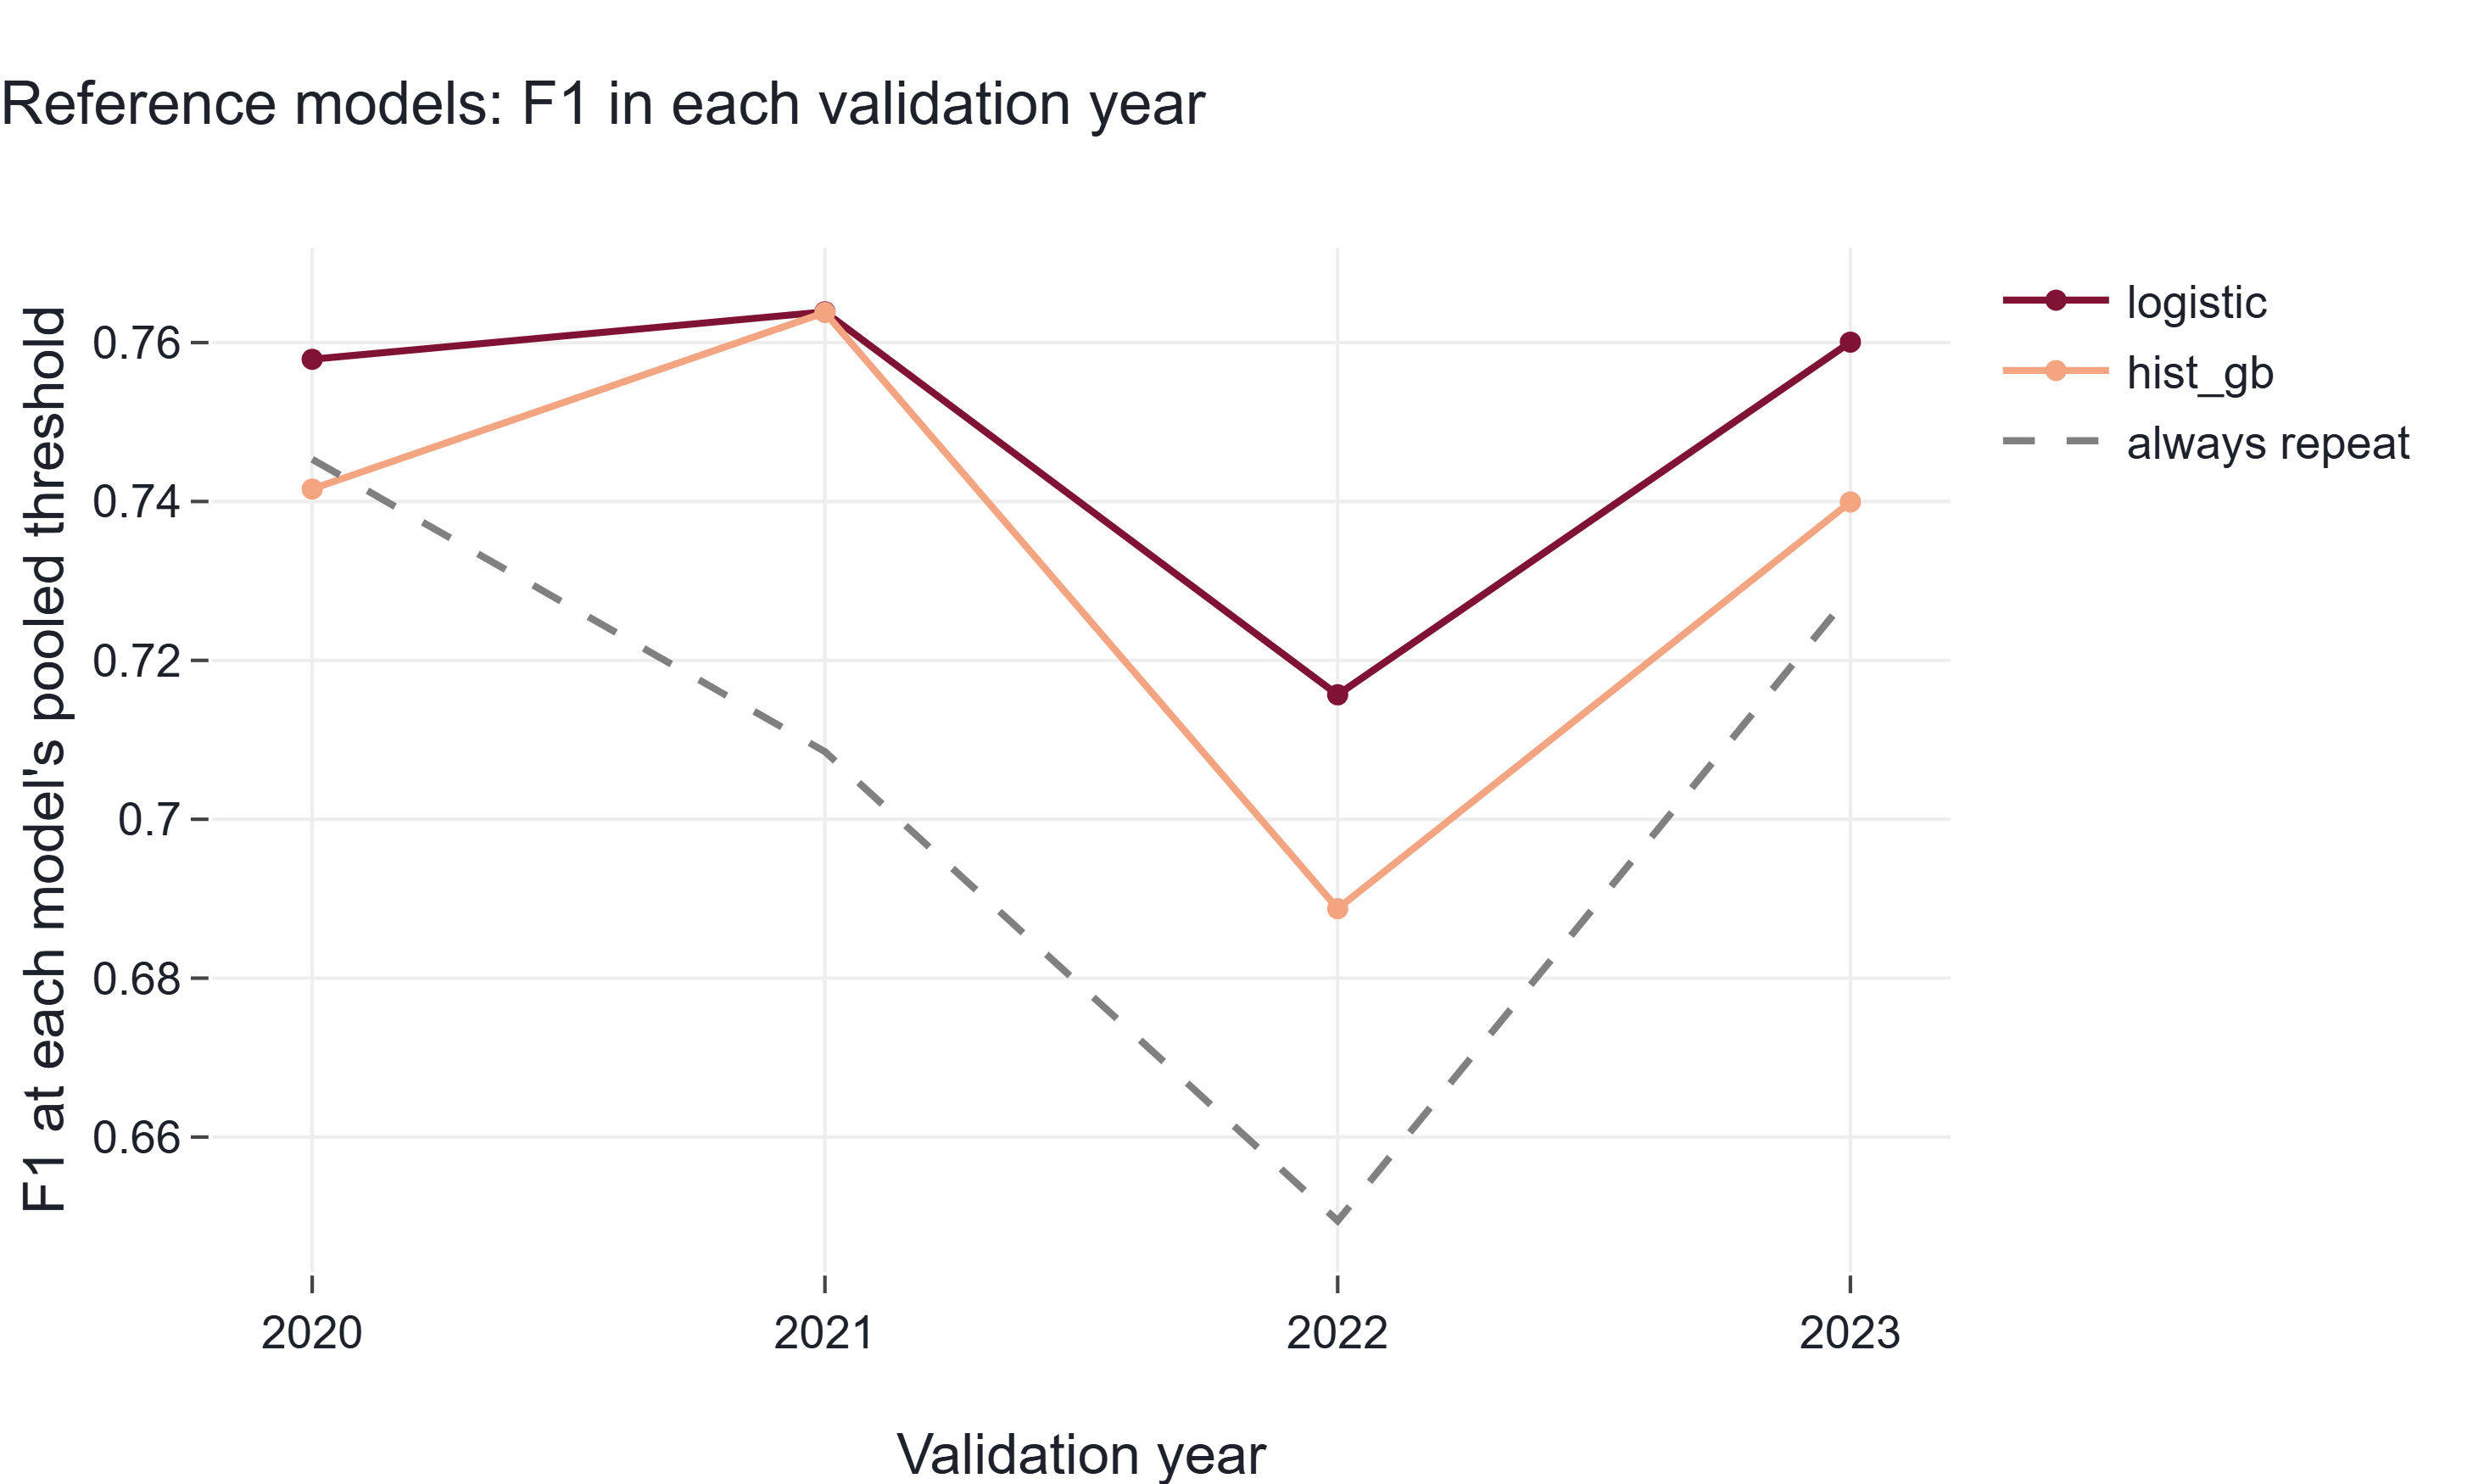 Reference models: F1 in each validation year
F1 at each model's pooled threshold
0.76
0.74
0.72
0.7
0.68
0.66
2020
2021
2022
2023
Validation year
logistic
hist_gb
always repeat